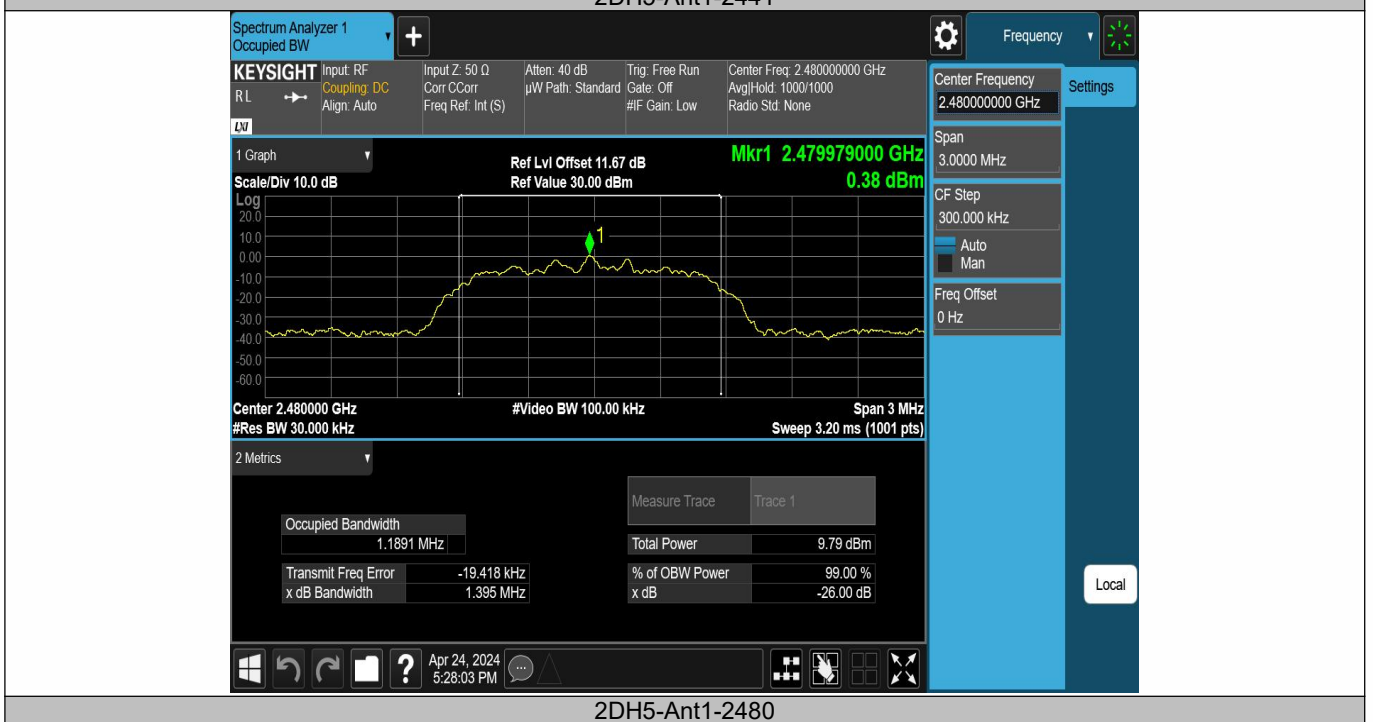 2DH5-Ant1-2441
Spectrum Analyzer 1
Occupied BW
Frequency
KEYSIGHT
RL
LXI
Input: RF
Coupling: DC
Align: Auto
Input Z: 50 Ω
Corr CCorr
Freq Ref: Int (S)
Atten: 40 dB
µW Path: Standard
Trig: Free Run
Gate: Off
#IF Gain: Low
Center Freq: 2.480000000 GHz
Avg|Hold: 1000/1000
Radio Std: None
Center Frequency
2.480000000 GHz
Settings
Span
3.0000 MHz
CF Step
300.000 kHz
Auto
Man
Freq Offset
0 Hz
1 Graph
Ref Lvl Offset 11.67 dB
Mkr1 2.479979000 GHz
Scale/Div 10.0 dB
Ref Value 30.00 dBm
0.38 dBm
Log
20.0
10.0
0.00
-10.0
-20.0
-30.0
-40.0
-50.0
-60.0
1
Center 2.480000 GHz
#Video BW 100.00 kHz
Span 3 MHz
#Res BW 30.000 kHz
Sweep 3.20 ms (1001 pts)
2 Metrics
Measure Trace
Trace 1
Occupied Bandwidth
1.1891 MHz
Total Power
9.79 dBm
Transmit Freq Error
-19.418 kHz
% of OBW Power
99.00 %
x dB Bandwidth
1.395 MHz
x dB
-26.00 dB
Local
?
Apr 24, 2024
5:28:03 PM
2DH5-Ant1-2480